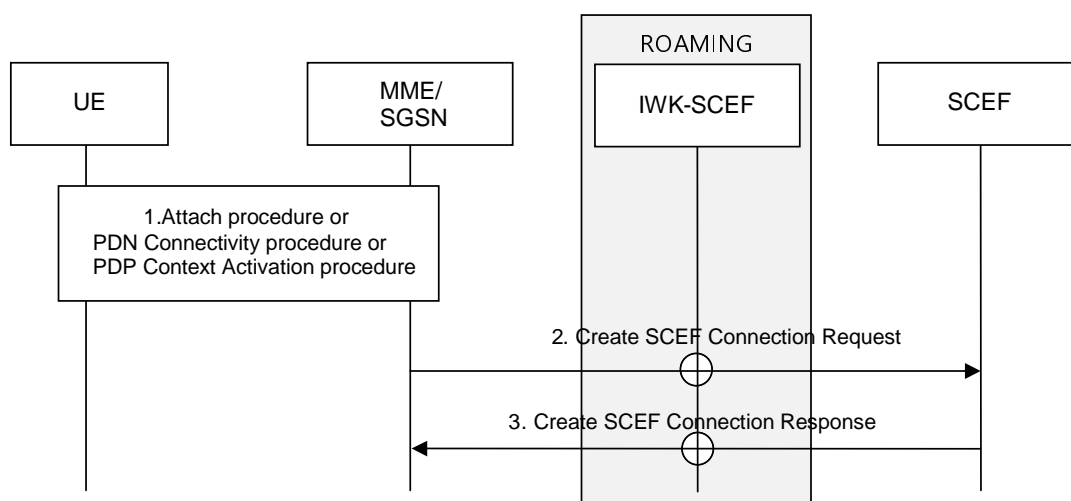 ROAMING
UE
MME/
SGSN
IWK-SCEF
SCEF
1.Attach procedure or
PDN Connectivity procedure or
PDP Context Activation procedure
2. Create SCEF Connection Request
3. Create SCEF Connection Response